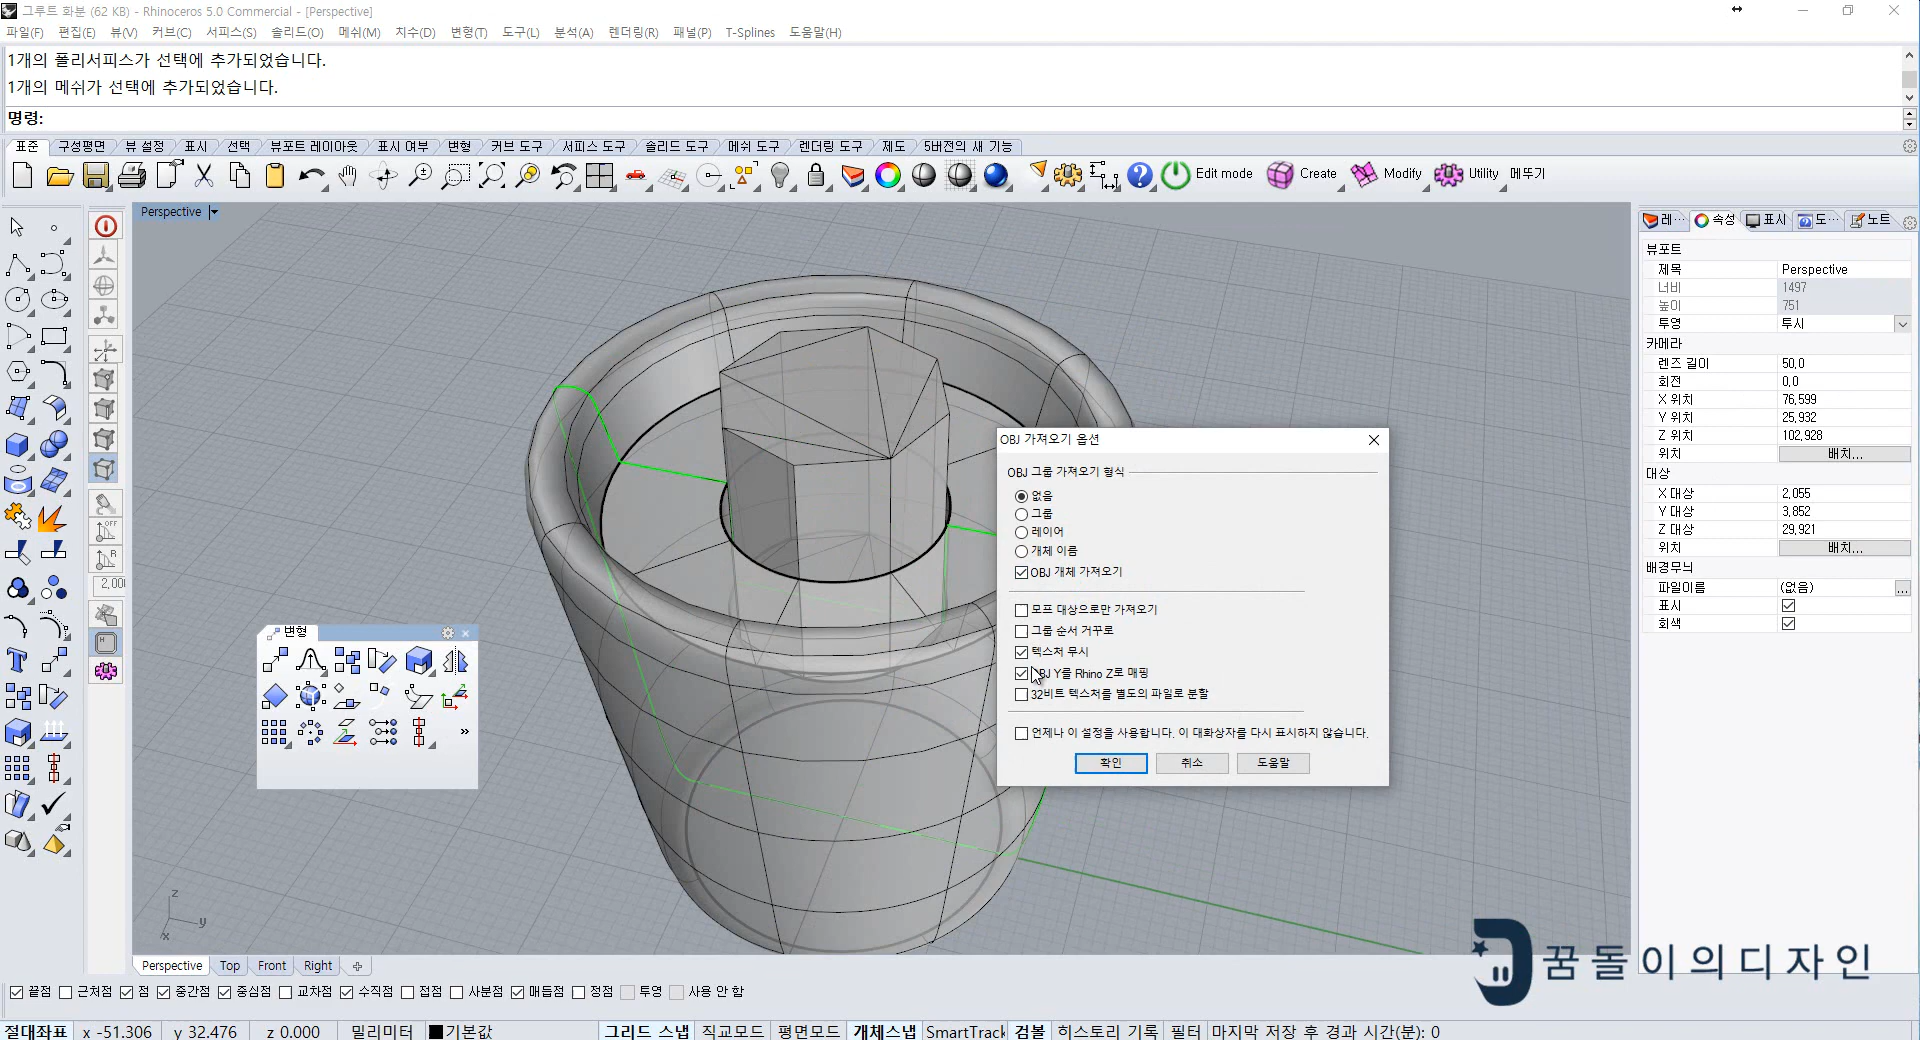 그루트 화분 (62 KB) - Rhinoceros 5.0 Commercial - [Perspective]
파일(F) 편집(E) 뷰(V) 커브(C) 서피스(S) 솔리드(O) 메쉬(M) 치수(D) 변형(T) 도구(L) 분석(A) 렌더링(R) 패널(P) T-Splines 도움말(H)
1개의 폴리서피스가 선택에 추가되었습니다.
1개의 메쉬가 선택에 추가되었습니다.
명령:
표준 구성평면 뷰 설정 표시 선택 뷰포트 레이아웃 표시 여부 변형 커브 도구 서피스 도구 솔리드 도구 메쉬 도구 렌더링 도구 제도 5버전의 새 기능
Edit mode Create Modify Utility 메뚜기
Perspective
레… 속성 표시 도… 노트
뷰포트
제목 Perspective
너비 1497
높이 751
투영 투시
카메라
렌즈 길이 50.0
회전 0.0
X 위치 76.599
Y 위치 25.932
Z 위치 102.928
위치 배치...
대상
X 대상 2.055
Y 대상 3.852
Z 대상 29.921
위치 배치...
배경무늬
파일이름 (없음) ...
표시
회색
OBJ 가져오기 옵션
OBJ 그룹 가져오기 형식
없음
그룹
레이어
개체 이름
OBJ 개체 가져오기
모프 대상으로만 가져오기
그룹 순서 거꾸로
텍스처 무시
BJ Y를 Rhino Z로 매핑
32비트 텍스처를 별도의 파일로 분할
언제나 이 설정을 사용합니다. 이 대화상자를 다시 표시하지 않습니다.
확인 취소 도움말
OFF
R
2,00
H
변형
»
z
y
x
Perspective Top Front Right
꿈돌이의디자인
끝점 근처점 점 중간점 중심점 교차점 수직점 접점 사분점 매듭점 정점 투영 사용 안 함
절대좌표 x -51.306 y 32.476 z 0.000 밀리미터 기본값 그리드 스냅 직교모드 평면모드 개체스냅 SmartTrack 검볼 히스토리 기록 필터 마지막 저장 후 경과 시간(분): 0